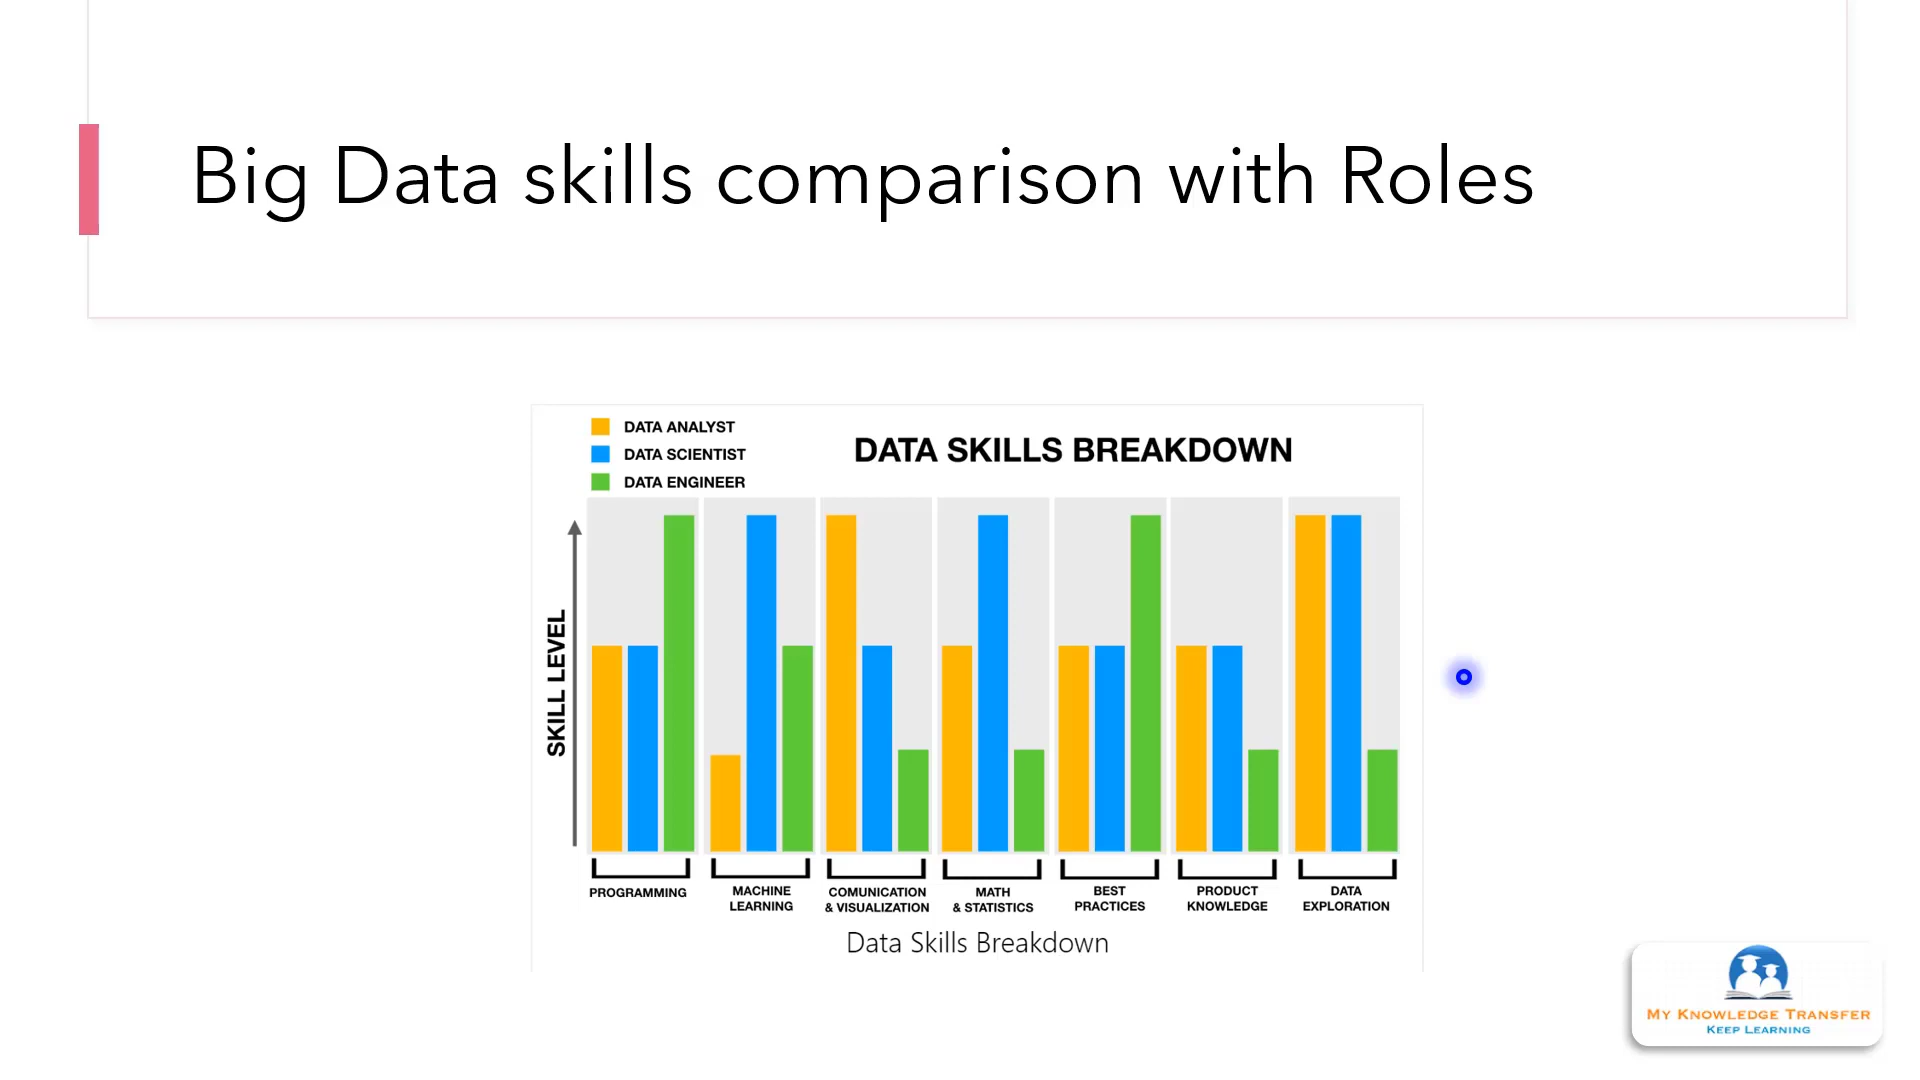 Big Data skills comparison with Roles
DATA ANALYST
DATA SCIENTIST
DATA ENGINEER
DATA SKILLS BREAKDOWN
SKILL LEVEL
PROGRAMMING
MACHINE
LEARNING
COMUNICATION
& VISUALIZATION
MATH
& STATISTICS
BEST
PRACTICES
PRODUCT
KNOWLEDGE
DATA
EXPLORATION
Data Skills Breakdown
MY KNOWLEDGE TRANSFER
KEEP LEARNING